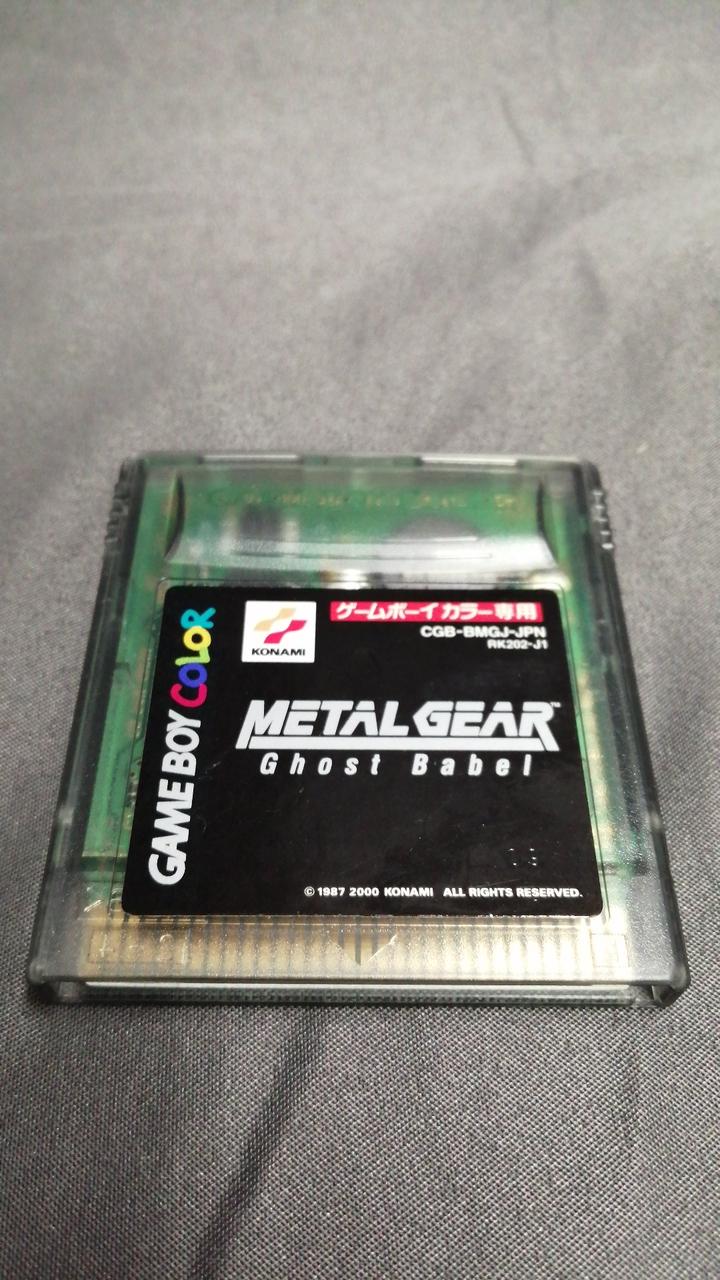 GAME BOY COLOR
KONAMI
ゲームボーイカラー専用
CGB-BMGJ-JPN
RK202-J1
METAL GEAR™
Ghost Babel
© 1987 2000 KONAMI ALL RIGHTS RESERVED.